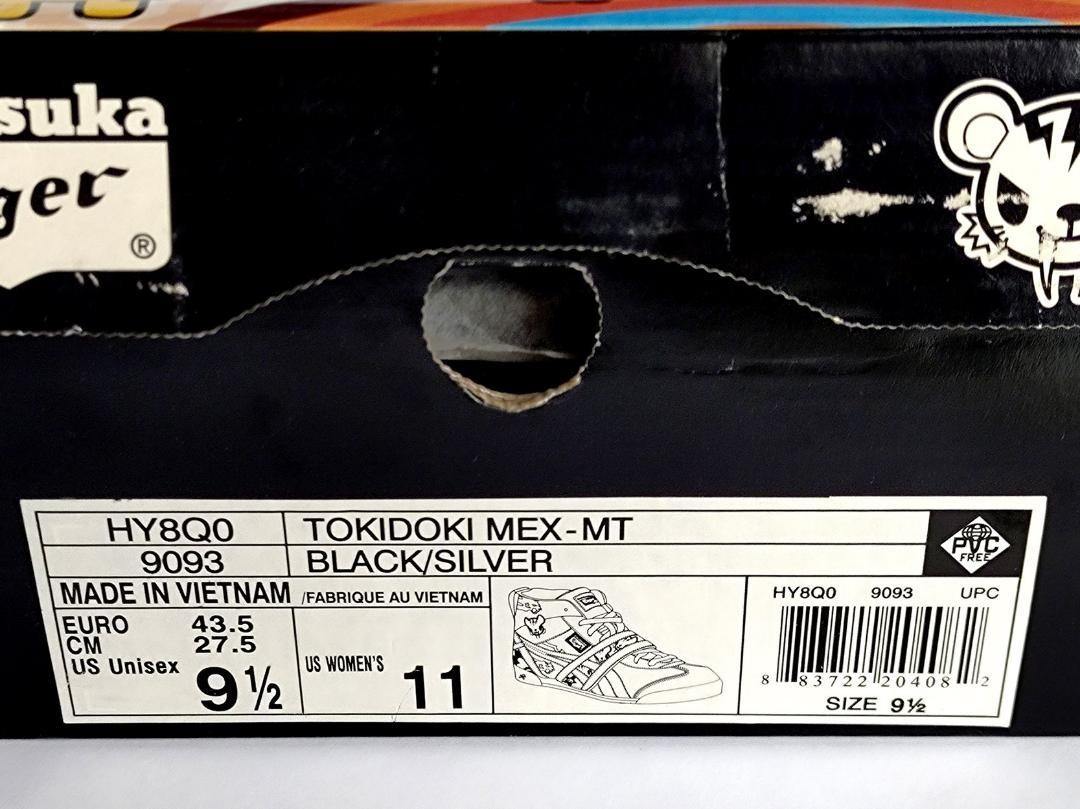 suka
ger
®
HY8Q0 TOKIDOKI MEX-MT
9093 BLACK/SILVER
PVC
FREE
MADE IN VIETNAM /FABRIQUE AU VIETNAM
EURO 43.5
CM 27.5
US Unisex 9½
US WOMEN'S 11
HY8Q0 9093 UPC
8 83722 20408 2
SIZE 9½